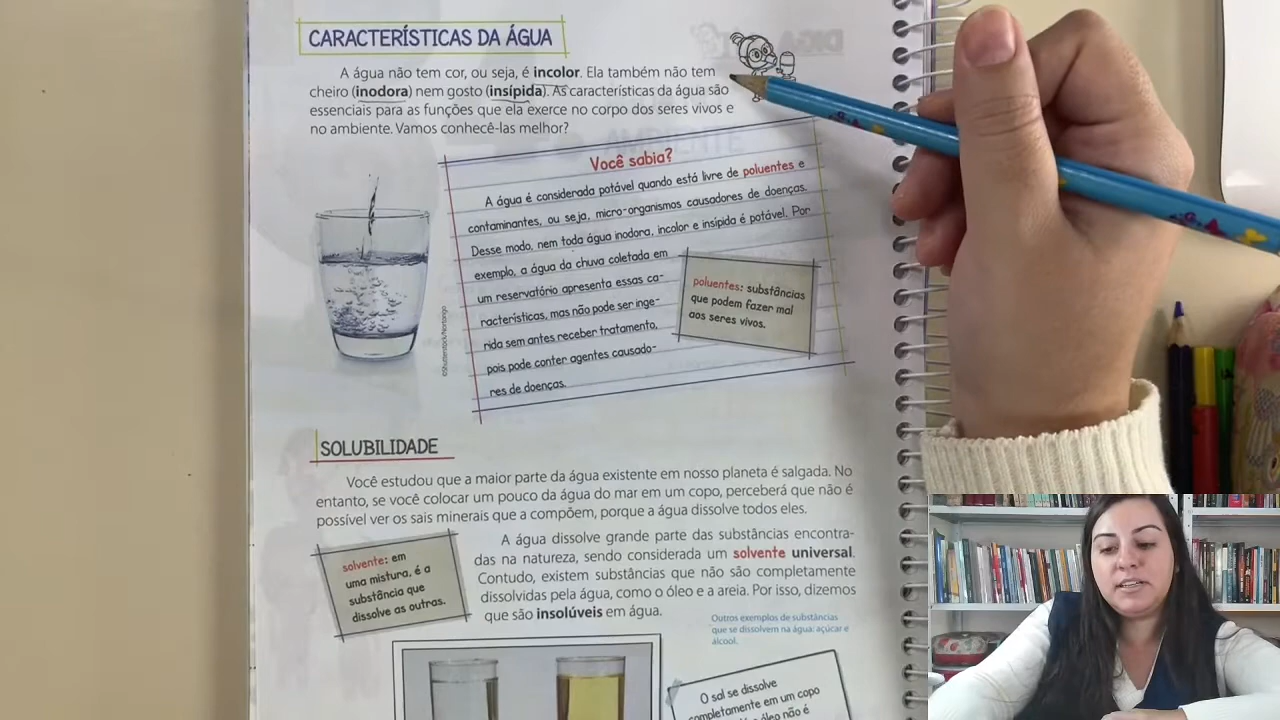 CARACTERÍSTICAS DA ÁGUA
A água não tem cor, ou seja, é incolor. Ela também não tem
cheiro (inodora) nem gosto (insípida). As características da água são
essenciais para as funções que ela exerce no corpo dos seres vivos e
no ambiente. Vamos conhecê-las melhor?
Você sabia?
A água é considerada potável quando está livre de poluentes e
contaminantes, ou seja, micro-organismos causadores de doenças.
Desse modo, nem toda água inodora, incolor e insípida é potável. Por
exemplo, a água da chuva coletada em
um reservatório apresenta essas ca-
racterísticas, mas não pode ser inge-
rida sem antes receber tratamento,
pois pode conter agentes causado-
res de doenças.
poluentes: substâncias
que podem fazer mal
aos seres vivos.
©Shutterstock/Nortongo
SOLUBILIDADE
Você estudou que a maior parte da água existente em nosso planeta é salgada. No
entanto, se você colocar um pouco da água do mar em um copo, perceberá que não é
possível ver os sais minerais que a compõem, porque a água dissolve todos eles.
A água dissolve grande parte das substâncias encontra-
das na natureza, sendo considerada um solvente universal.
Contudo, existem substâncias que não são completamente
dissolvidas pela água, como o óleo e a areia. Por isso, dizemos
que são insolúveis em água.
solvente: em
uma mistura, é a
substância que
dissolve as outras.
Outros exemplos de substâncias
que se dissolvem na água: açúcar e
álcool.
O sal se dissolve
completamente em um copo
óleo não é